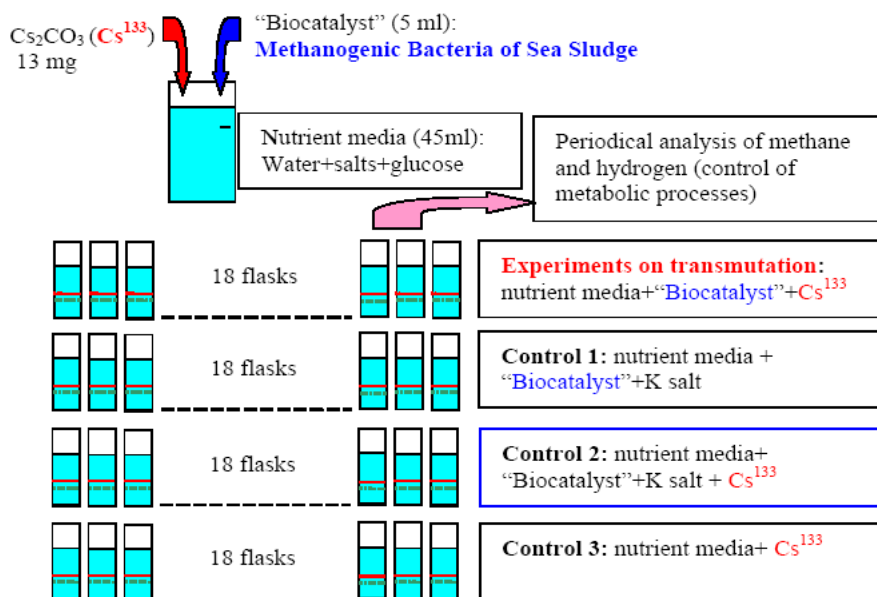 Cs₂CO₃ (Cs¹³³)
13 mg
“Biocatalyst” (5 ml):
Methanogenic Bacteria of Sea Sludge
Nutrient media (45ml):
Water+salts+glucose
Periodical analysis of methane
and hydrogen (control of
metabolic processes)
18 flasks
Experiments on transmutation:
nutrient media+“Biocatalyst”+Cs¹³³
18 flasks
Control 1: nutrient media +
“Biocatalyst”+K salt
18 flasks
Control 2: nutrient media+
“Biocatalyst”+K salt + Cs¹³³
18 flasks
Control 3: nutrient media+ Cs¹³³